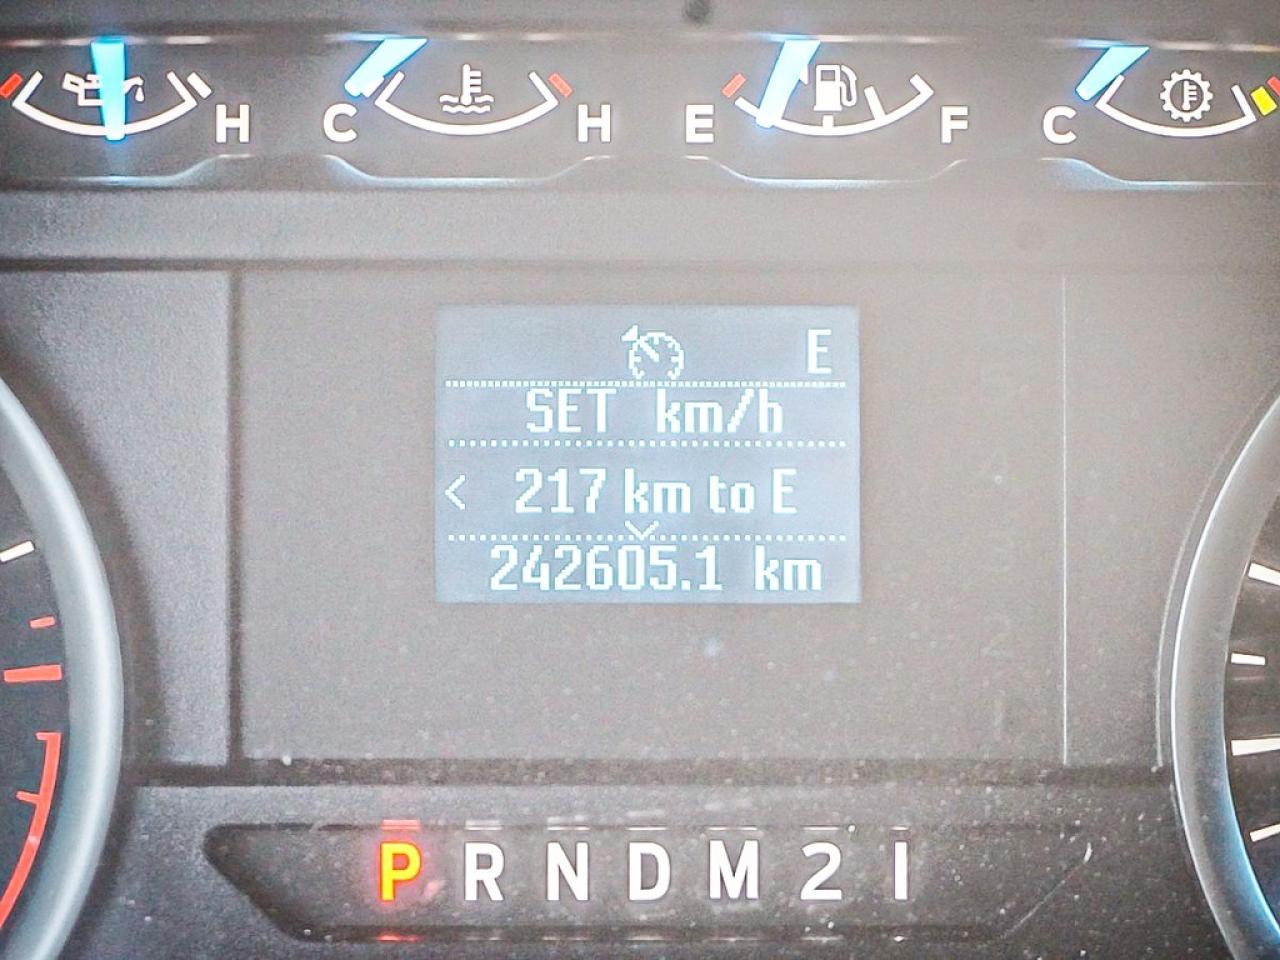 H C H E F C
E
SET km/h
< 217 km to E
242605.1 km
P R N D M 2 1